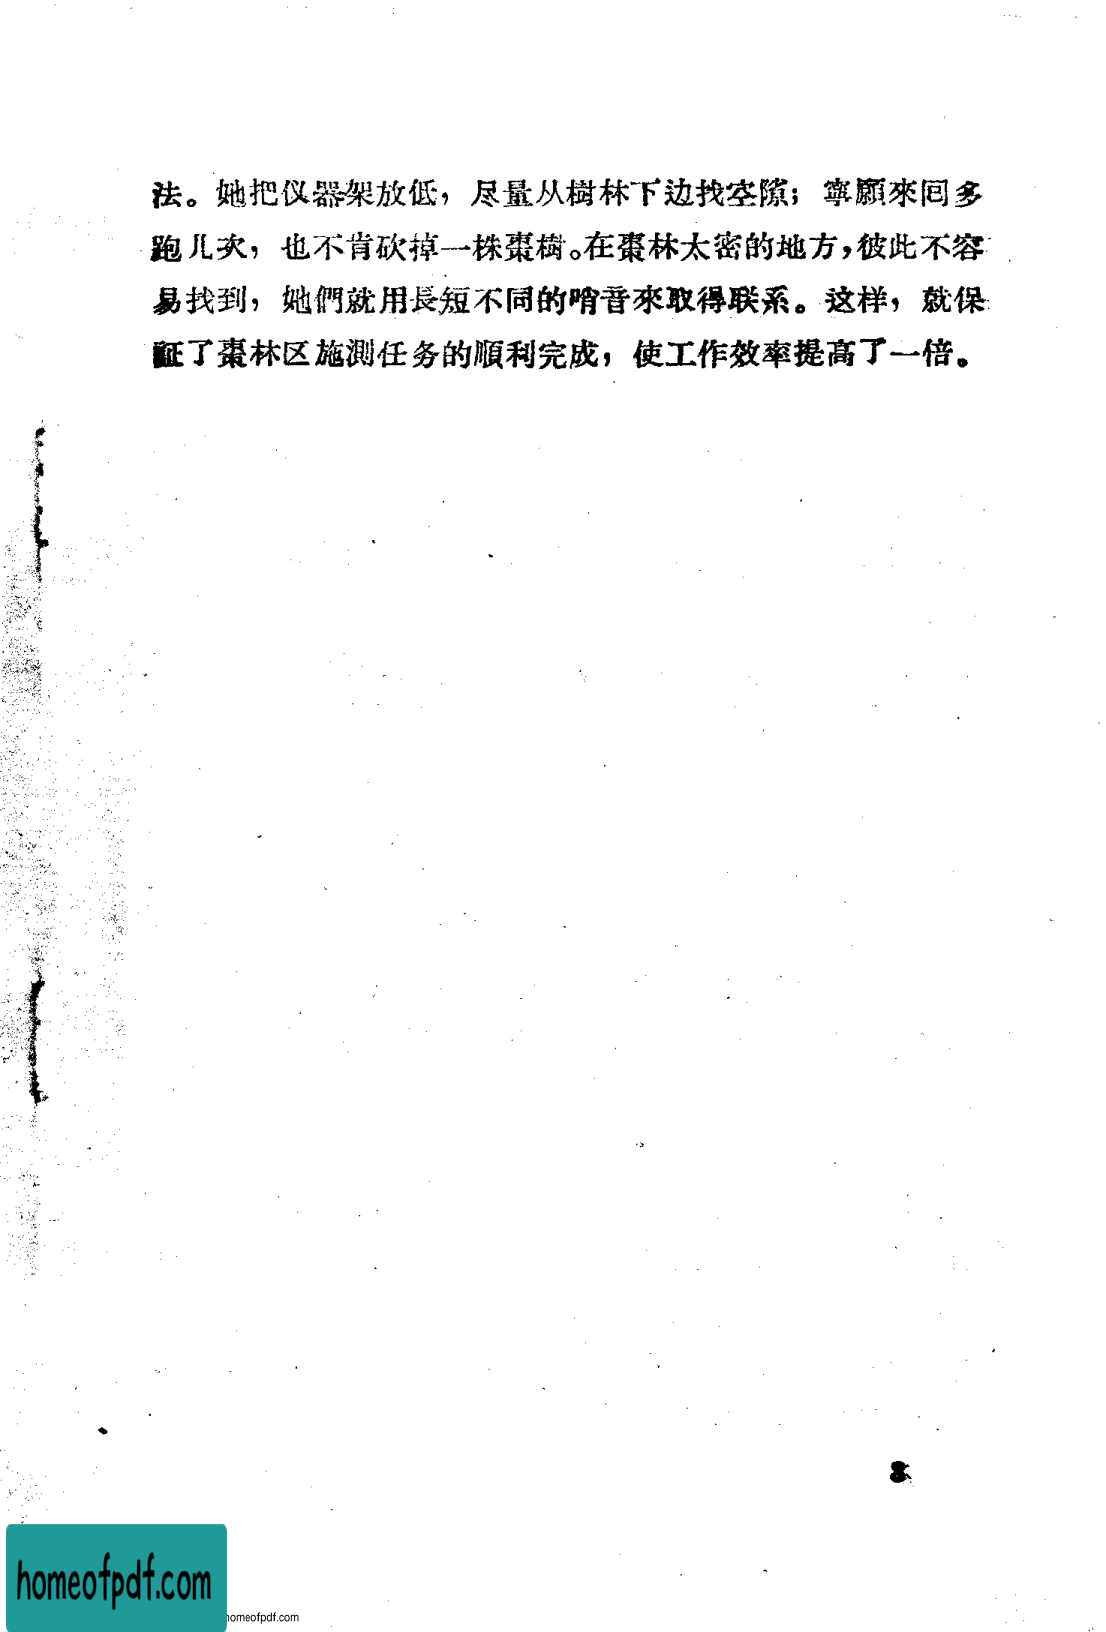 法。她把仪器架放低，尽量从樹林下边找空隙；寧願來囘多
跑儿次，也不肯砍掉一株棗樹。在棗林太密的地方，彼此不容
易找到，她們就用長短不同的哨音來取得联系。这样，就保
証了棗林区施測任务的順利完成，使工作效率提高了一倍。
8
homeofpdf.com
homeofpdf.com